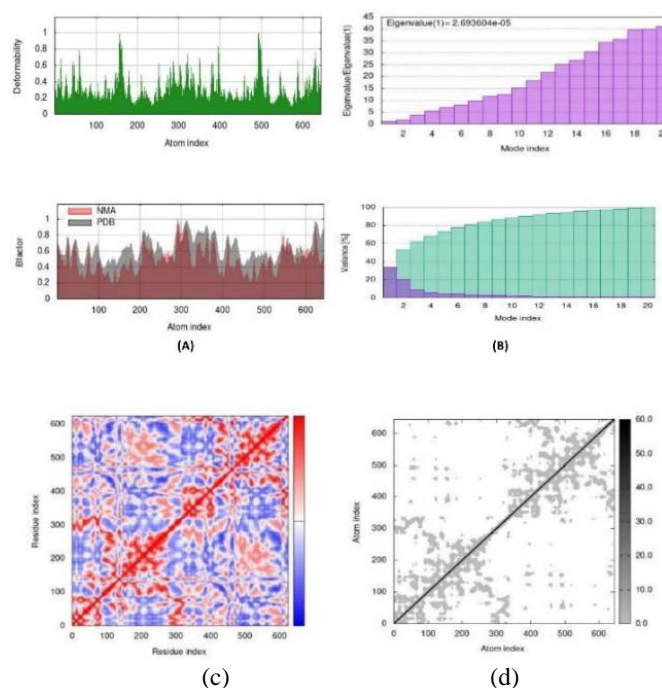 Deformability
1
0.8
0.6
0.4
0.2
0
100 200 300 400 500 600
Atom index
Eigenvalue(1)= 2.693604e-05
Eigenvalue/Eigenvalue(1)
45
40
35
30
25
20
15
10
5
0
2 4 6 8 10 12 14 16 18
Mode index
NMA
PDB
Bfactor
1
0.8
0.6
0.4
0.2
0
100 200 300 400 500 600
Atom index
(A)
Variance [%]
100
80
60
40
20
0
2 4 6 8 10 12 14 16 18 20
Mode index
(B)
Residue index
600
500
400
300
200
100
0
0 100 200 300 400 500 600
Residue index
(c)
Atom index
600
500
400
300
200
100
0
0 100 200 300 400 500 600
Atom index
60.0
50.0
40.0
30.0
20.0
10.0
0.0
(d)